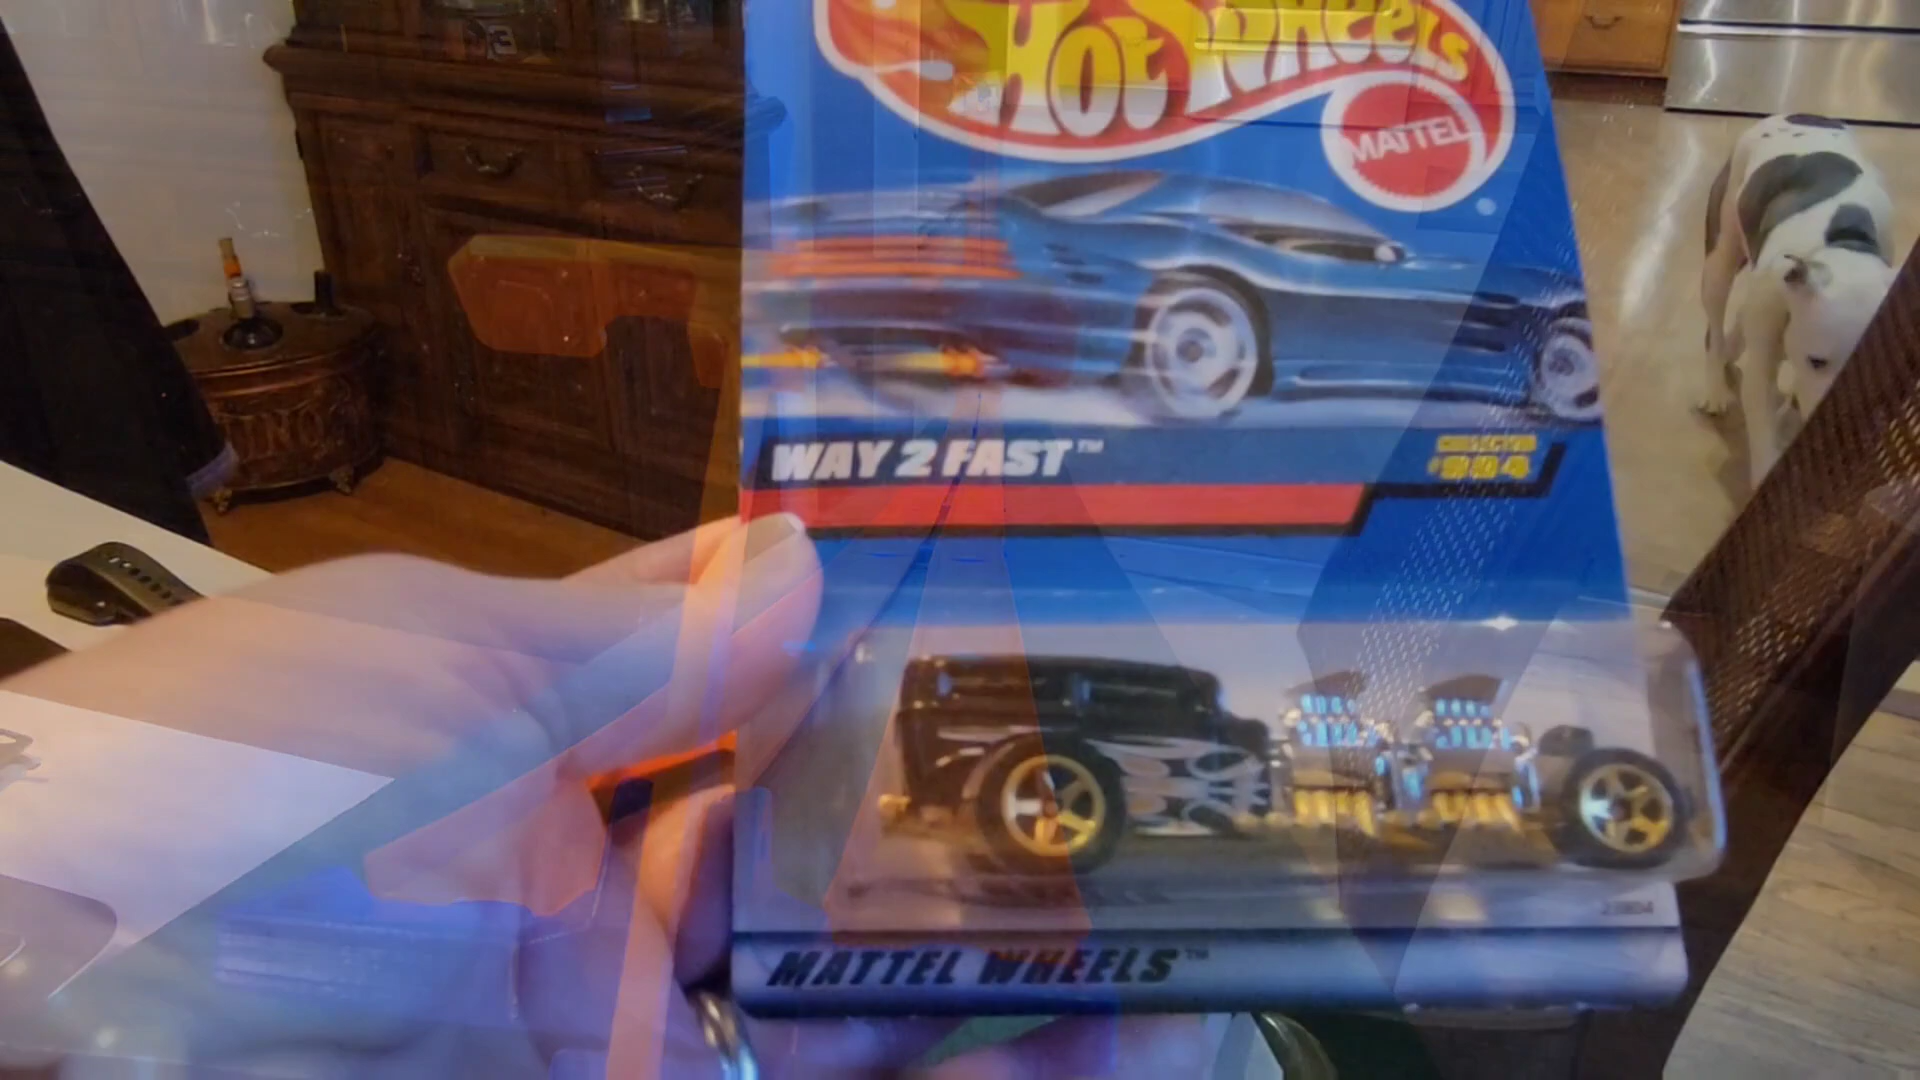 Hot Wheels
MATTEL
WAY 2 FAST™
COLLECTOR
MATTEL WHEELS™